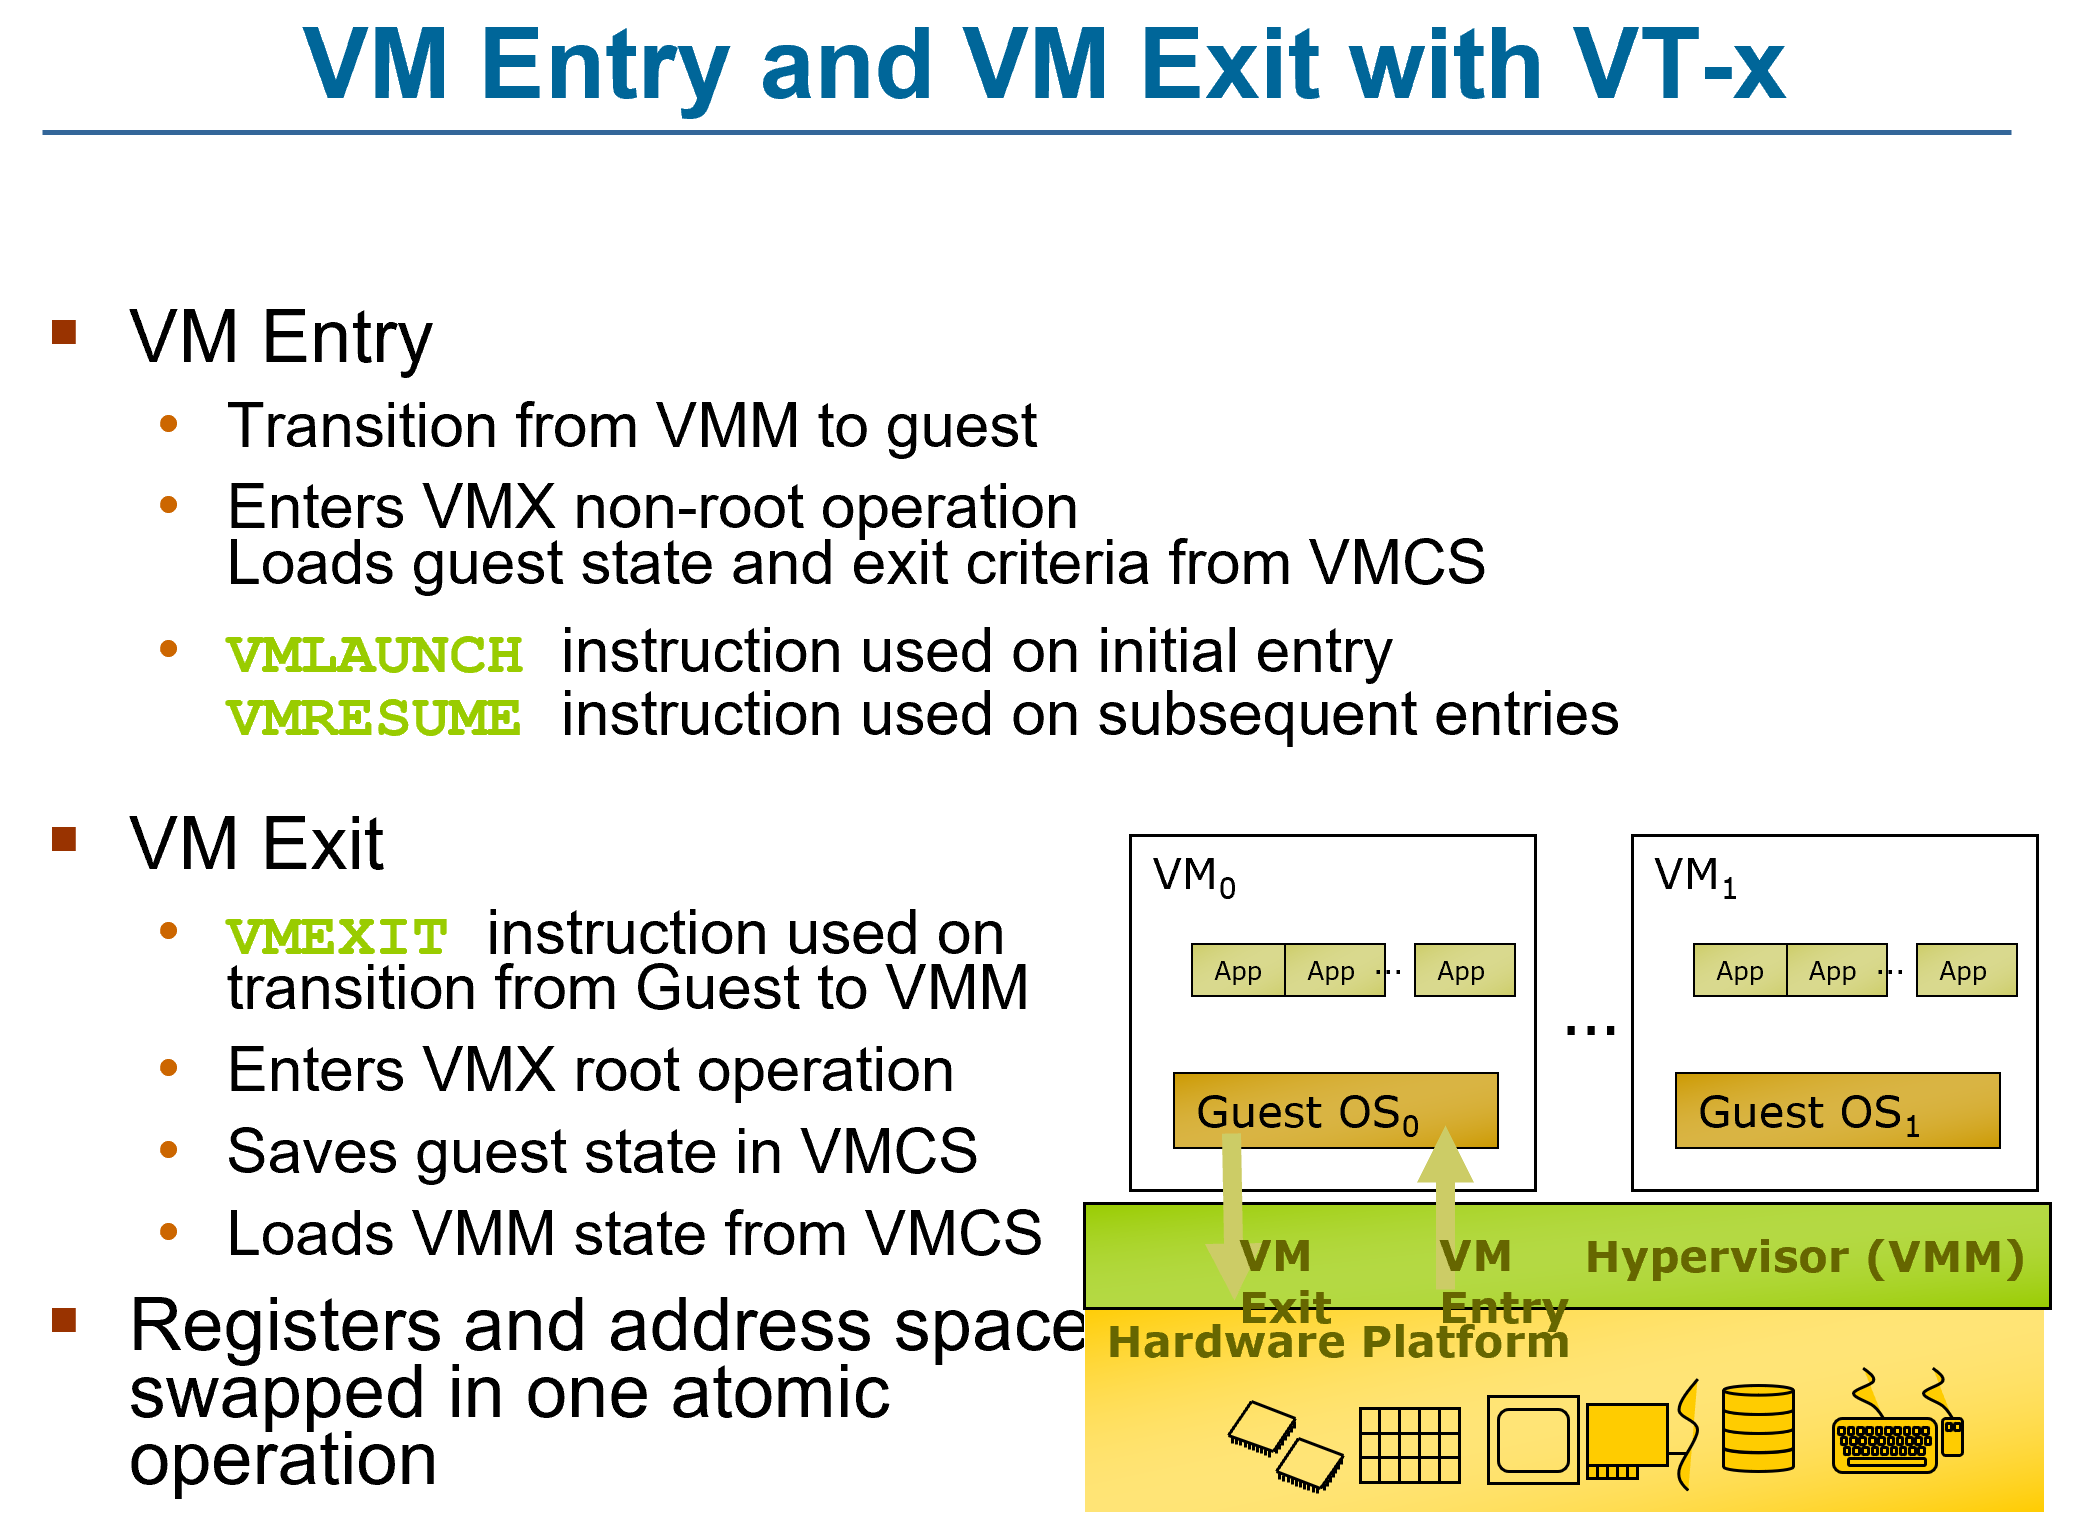 VM Entry and VM Exit with VT-x
VM Entry
Transition from VMM to guest
Enters VMX non-root operation
Loads guest state and exit criteria from VMCS
VMLAUNCH instruction used on initial entry
VMRESUME instruction used on subsequent entries
VM Exit
VMEXIT instruction used on
transition from Guest to VMM
Enters VMX root operation
Saves guest state in VMCS
Loads VMM state from VMCS
Registers and address space
swapped in one atomic
operation
VM0
App App ... App
Guest OS0
...
VM1
App App ... App
Guest OS1
VM
Exit
VM
Entry
Hypervisor (VMM)
Hardware Platform